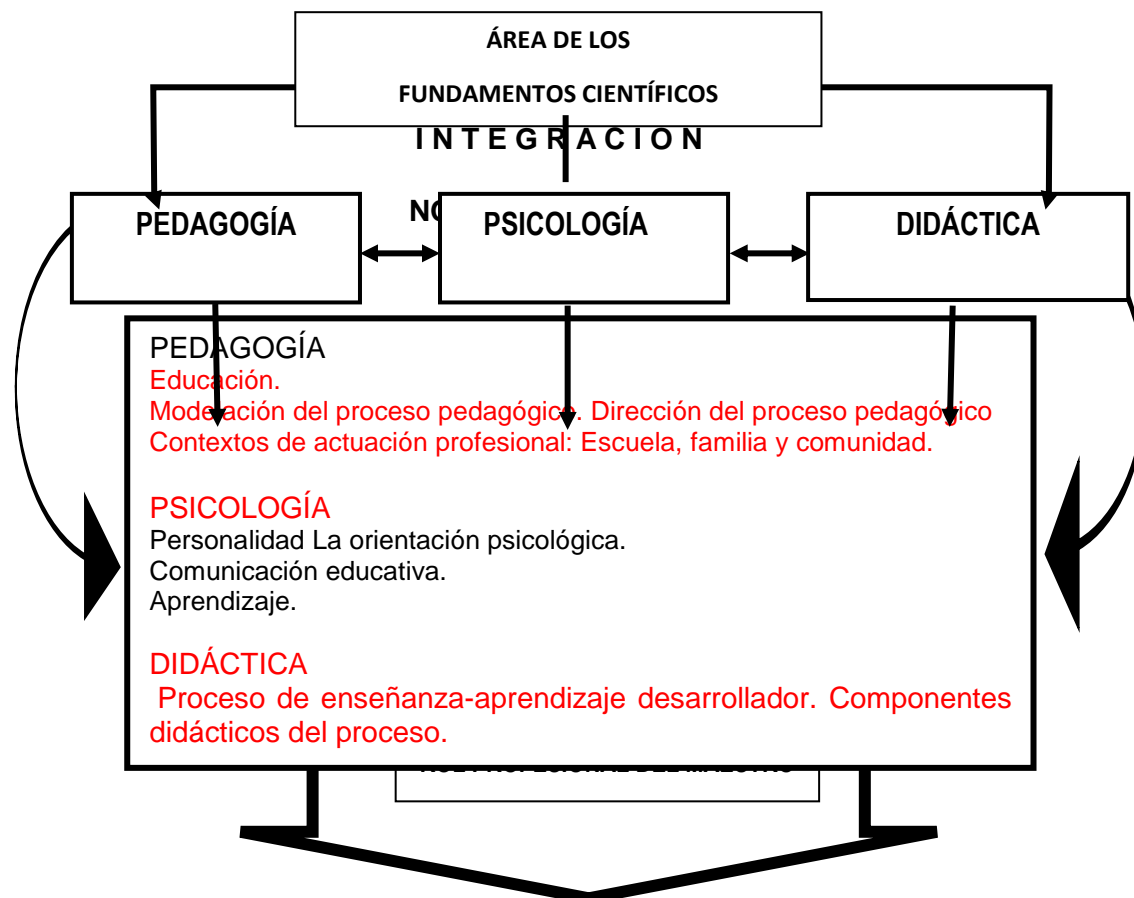 ÁREA DE LOS
FUNDAMENTOS CIENTÍFICOS
I N T E G R A C I O N
PEDAGOGÍA
PSICOLOGÍA
DIDÁCTICA
PEDAGOGÍA
Educación.
Modelación del proceso pedagógico. Dirección del proceso pedagógico
Contextos de actuación profesional: Escuela, familia y comunidad.
PSICOLOGÍA
Personalidad La orientación psicológica.
Comunicación educativa.
Aprendizaje.
DIDÁCTICA
Proceso de enseñanza-aprendizaje desarrollador. Componentes
didácticos del proceso.